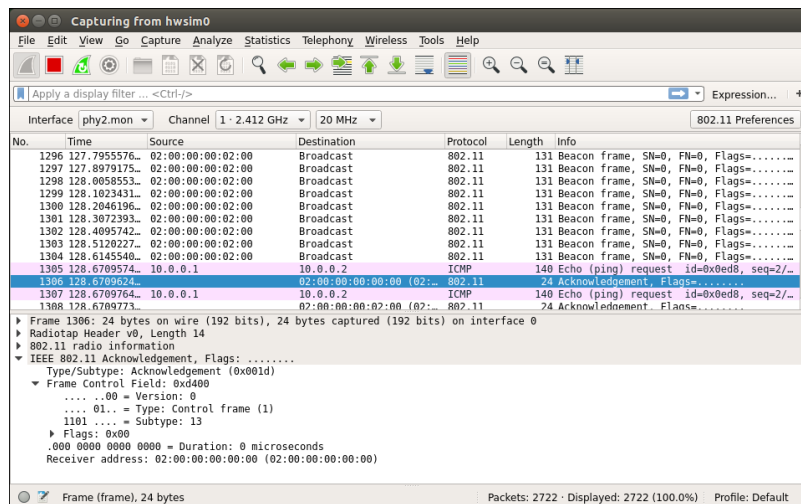 Capturing from hwsim0
File Edit View Go Capture Analyze Statistics Telephony Wireless Tools Help
Apply a display filter ... <Ctrl-/> Expression... +
Interface phy2.mon Channel 1 · 2.412 GHz 20 MHz 802.11 Preferences
No. Time Source Destination Protocol Length Info
1296 127.7955576… 02:00:00:00:02:00 Broadcast 802.11 131 Beacon frame, SN=0, FN=0, Flags=......…
1297 127.8979175… 02:00:00:00:02:00 Broadcast 802.11 131 Beacon frame, SN=0, FN=0, Flags=......…
1298 128.0058553… 02:00:00:00:02:00 Broadcast 802.11 131 Beacon frame, SN=0, FN=0, Flags=......…
1299 128.1023431… 02:00:00:00:02:00 Broadcast 802.11 131 Beacon frame, SN=0, FN=0, Flags=......…
1300 128.2046196… 02:00:00:00:02:00 Broadcast 802.11 131 Beacon frame, SN=0, FN=0, Flags=......…
1301 128.3072393… 02:00:00:00:02:00 Broadcast 802.11 131 Beacon frame, SN=0, FN=0, Flags=......…
1302 128.4095742… 02:00:00:00:02:00 Broadcast 802.11 131 Beacon frame, SN=0, FN=0, Flags=......…
1303 128.5120227… 02:00:00:00:02:00 Broadcast 802.11 131 Beacon frame, SN=0, FN=0, Flags=......…
1304 128.6145540… 02:00:00:00:02:00 Broadcast 802.11 131 Beacon frame, SN=0, FN=0, Flags=......…
1305 128.6709574… 10.0.0.1 10.0.0.2 ICMP 140 Echo (ping) request id=0x0ed8, seq=2/…
1306 128.6709624… 02:00:00:00:00:00 (02:… 802.11 24 Acknowledgement, Flags=........
1307 128.6709764… 10.0.0.1 10.0.0.2 ICMP 140 Echo (ping) request id=0x0ed8, seq=2/…
1308 128.6709773… 02:00:00:00:02:00 (02:… 802.11 24 Acknowledgement, Flags=........
Frame 1306: 24 bytes on wire (192 bits), 24 bytes captured (192 bits) on interface 0
Radiotap Header v0, Length 14
802.11 radio information
IEEE 802.11 Acknowledgement, Flags: ........
Type/Subtype: Acknowledgement (0x001d)
Frame Control Field: 0xd400
.... ..00 = Version: 0
.... 01.. = Type: Control frame (1)
1101 .... = Subtype: 13
Flags: 0x00
.000 0000 0000 0000 = Duration: 0 microseconds
Receiver address: 02:00:00:00:00:00 (02:00:00:00:00:00)
Frame (frame), 24 bytes Packets: 2722 · Displayed: 2722 (100.0%) Profile: Default